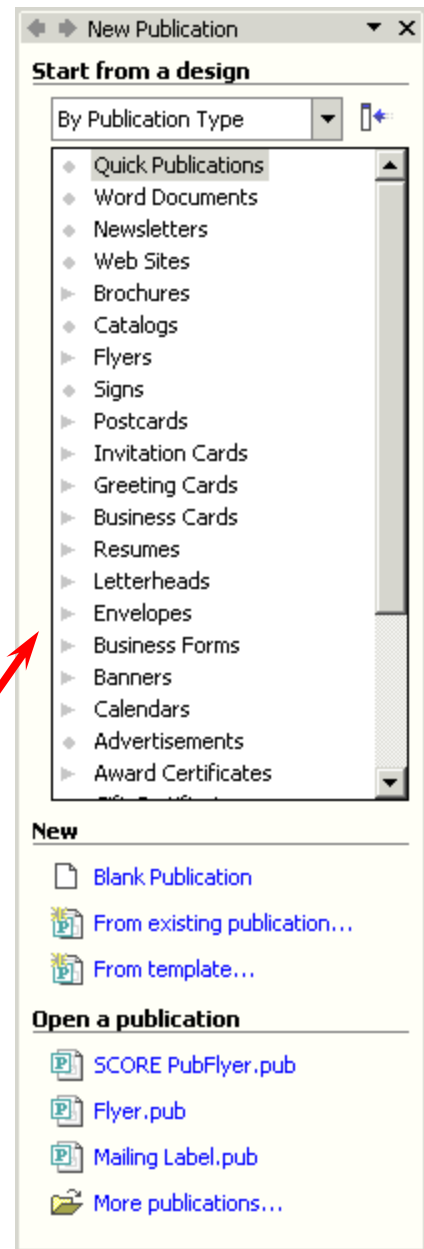 New Publication
Start from a design
By Publication Type
Quick Publications
Word Documents
Newsletters
Web Sites
Brochures
Catalogs
Flyers
Signs
Postcards
Invitation Cards
Greeting Cards
Business Cards
Resumes
Letterheads
Envelopes
Business Forms
Banners
Calendars
Advertisements
Award Certificates
New
Blank Publication
From existing publication...
From template...
Open a publication
SCORE PubFlyer.pub
Flyer.pub
Mailing Label.pub
More publications...